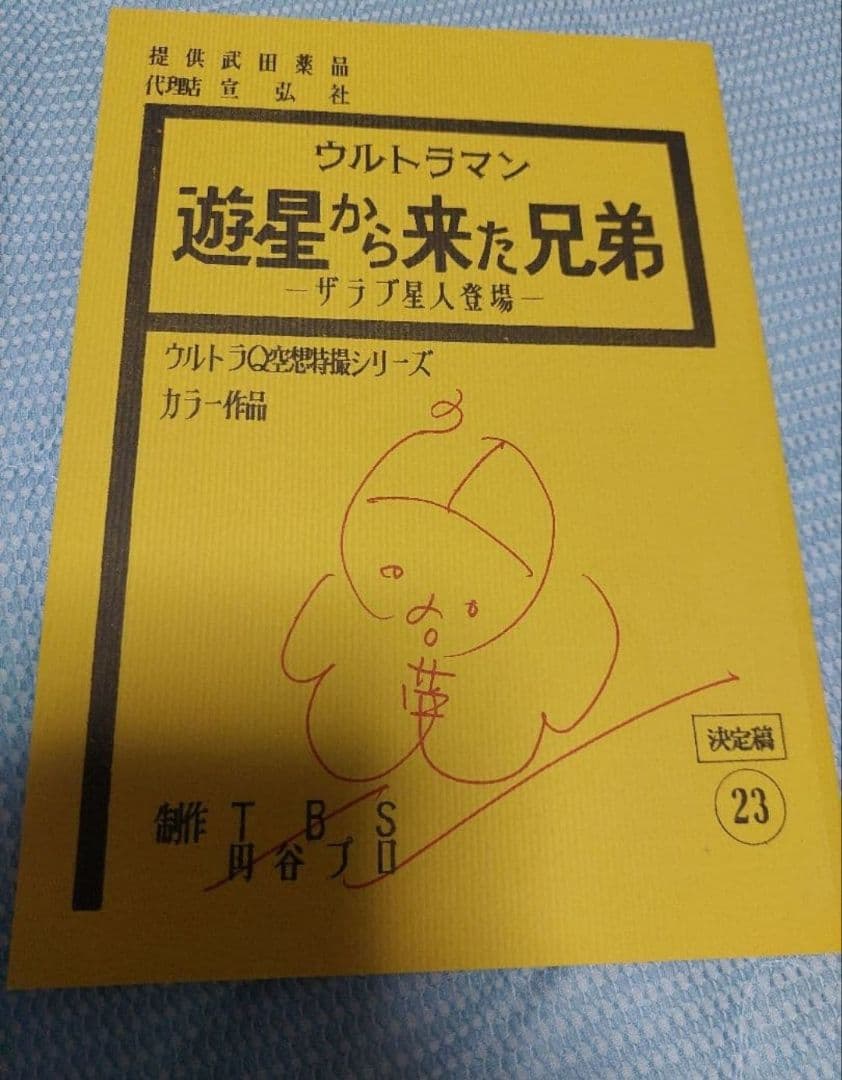 提供武田薬品
代理店 宣弘社
ウルトラマン
遊星から来た兄弟
―ザラブ星人登場―
ウルトラQ空想特撮シリーズ
カラー作品
夢
決定稿
23
制作 TBS
円谷プロ